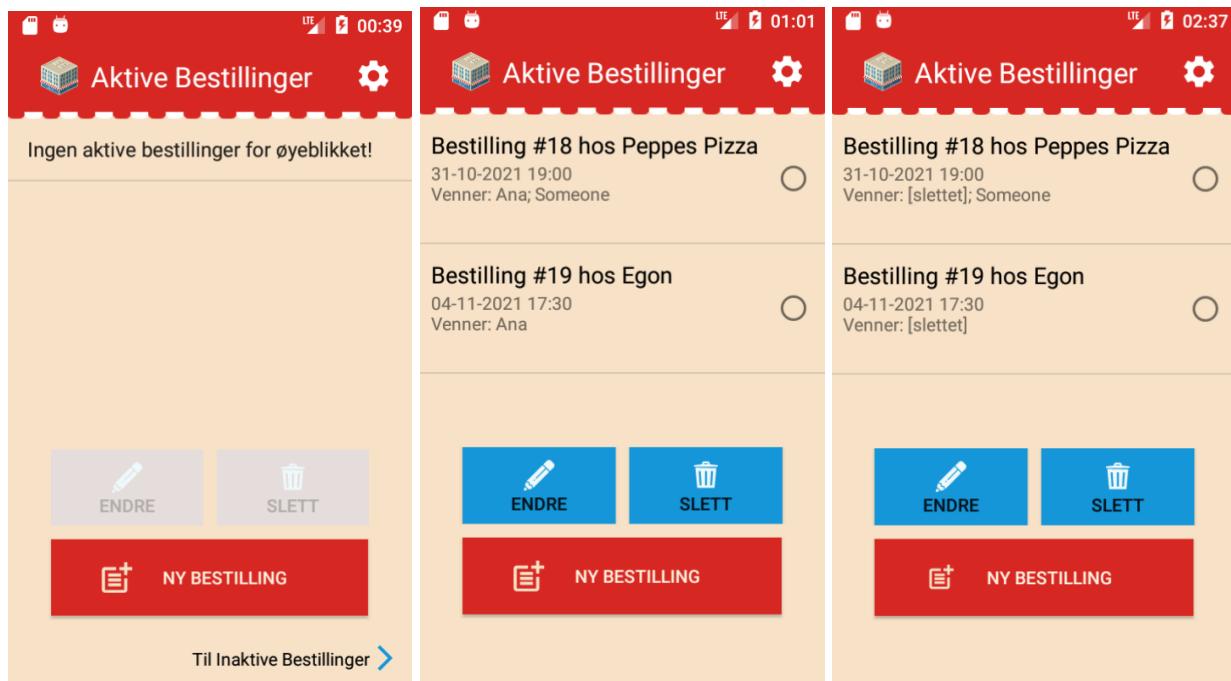 LTE 00:39
Aktive Bestillinger
Ingen aktive bestillinger for øyeblikket!
ENDRE
SLETT
NY BESTILLING
Til Inaktive Bestillinger
LTE 01:01
Aktive Bestillinger
Bestilling #18 hos Peppes Pizza
31-10-2021 19:00
Venner: Ana; Someone
Bestilling #19 hos Egon
04-11-2021 17:30
Venner: Ana
ENDRE
SLETT
NY BESTILLING
LTE 02:37
Aktive Bestillinger
Bestilling #18 hos Peppes Pizza
31-10-2021 19:00
Venner: [slettet]; Someone
Bestilling #19 hos Egon
04-11-2021 17:30
Venner: [slettet]
ENDRE
SLETT
NY BESTILLING